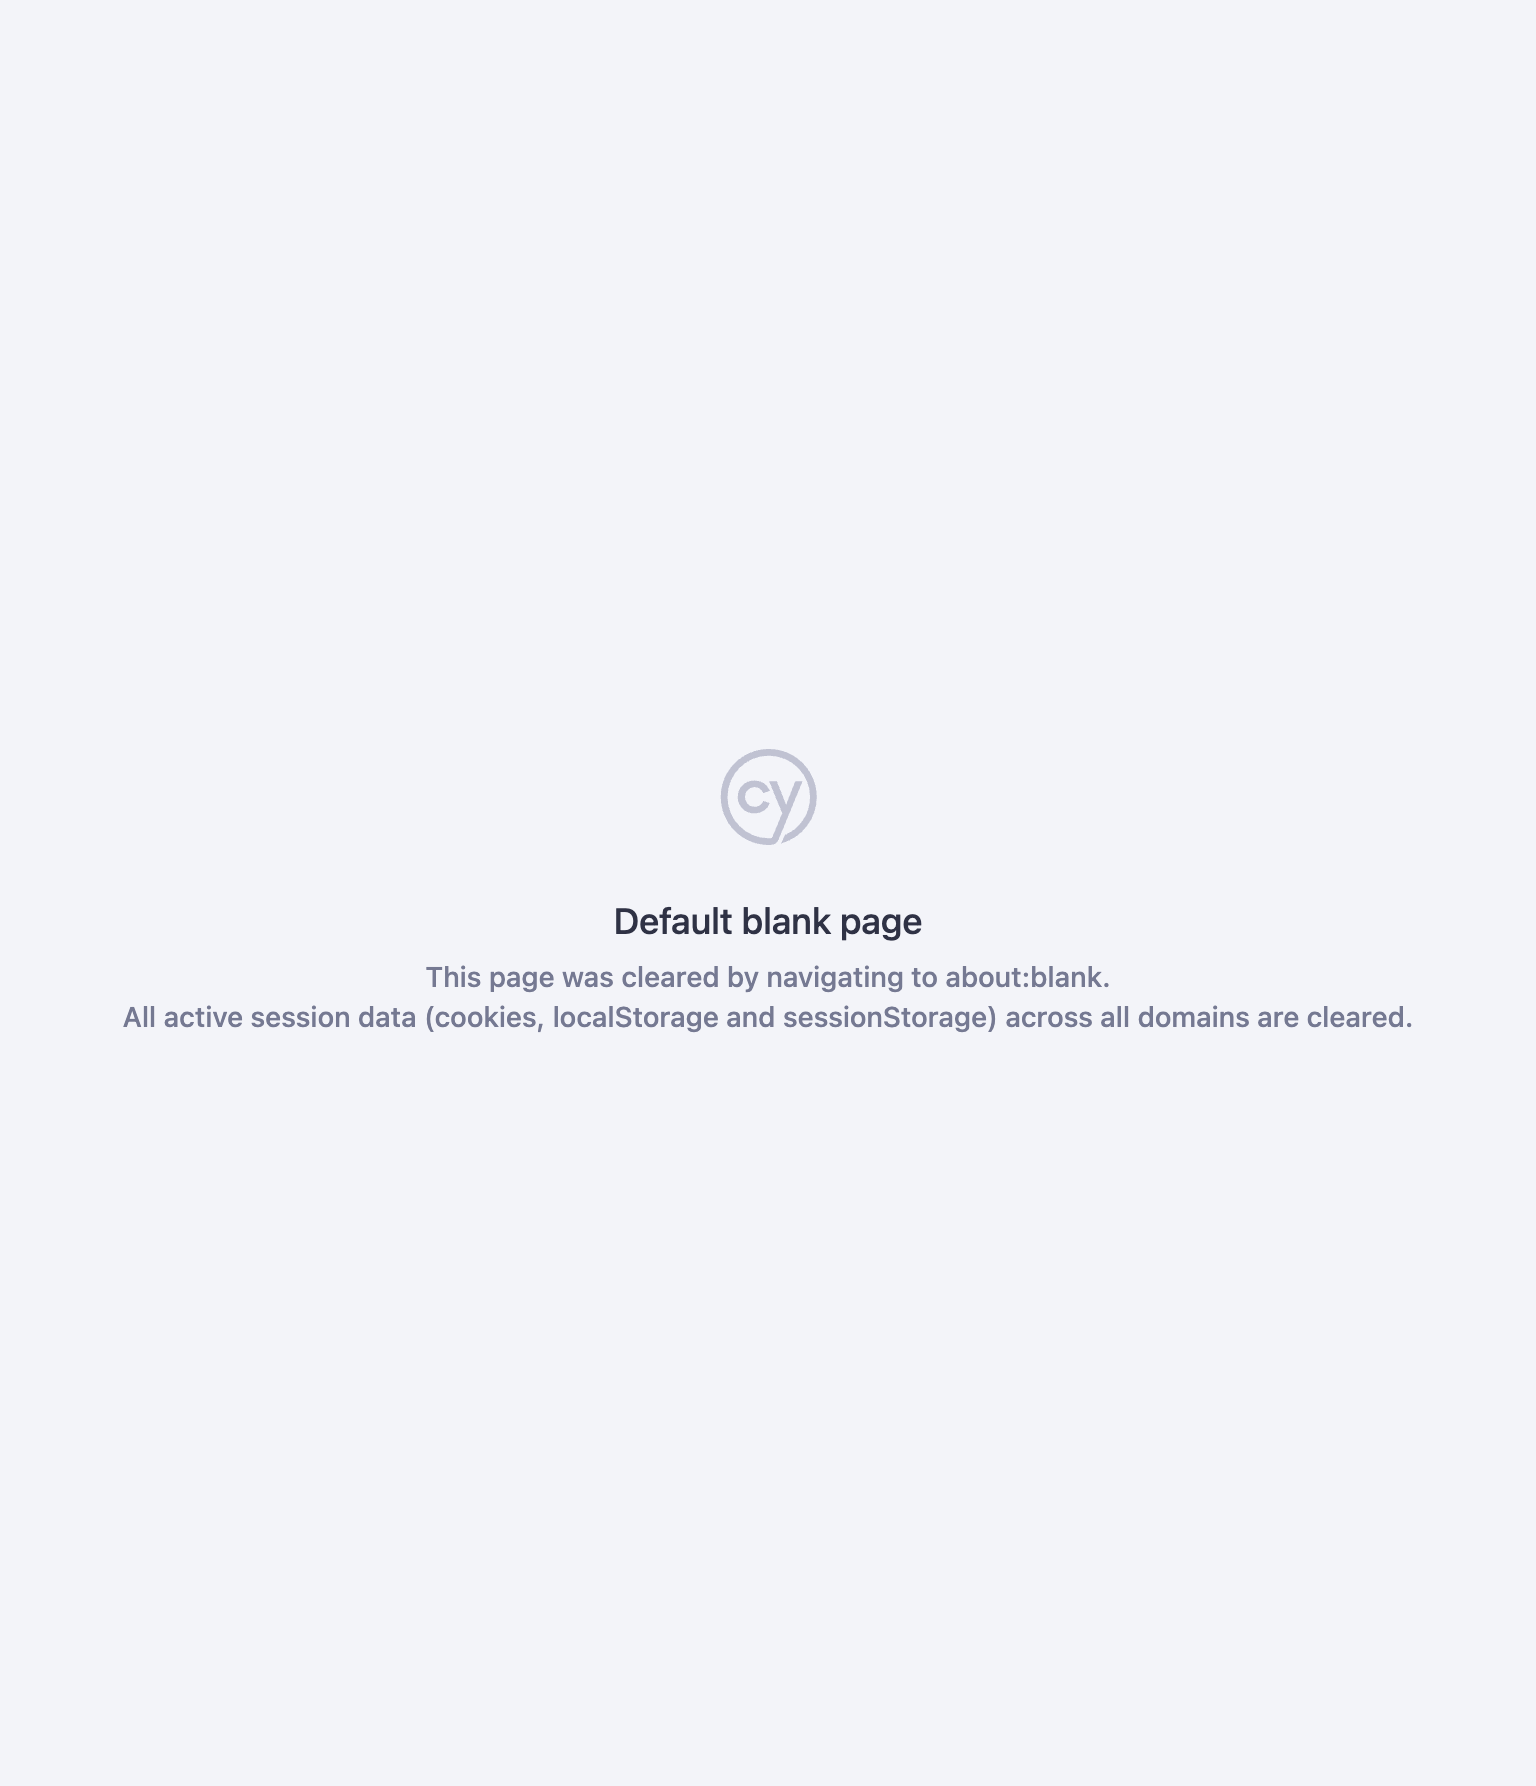 cy
Default blank page
This page was cleared by navigating to about:blank.
All active session data (cookies, localStorage and sessionStorage) across all domains are cleared.